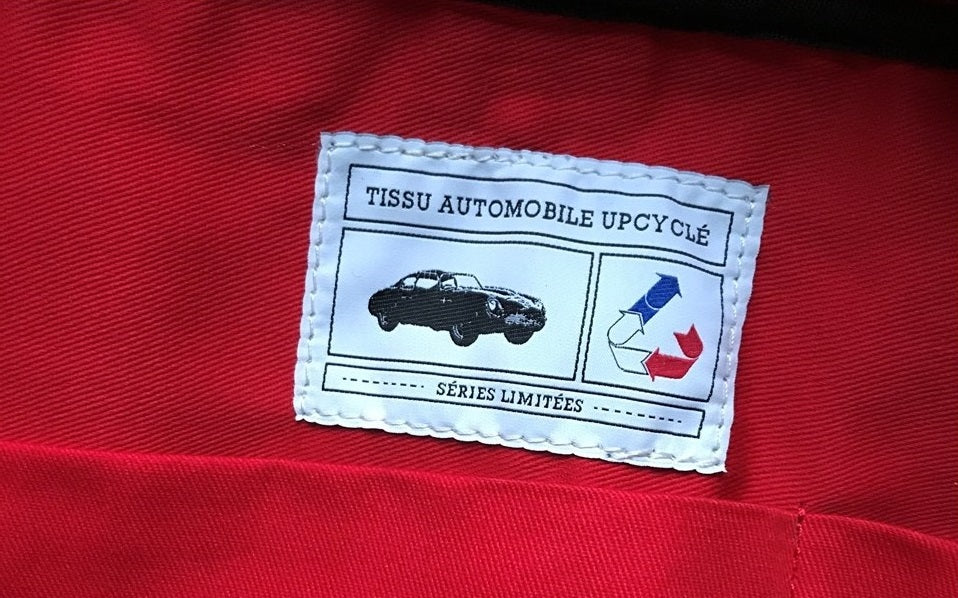 TISSU AUTOMOBILE UPCYCLÉ
SÉRIES LIMITÉES